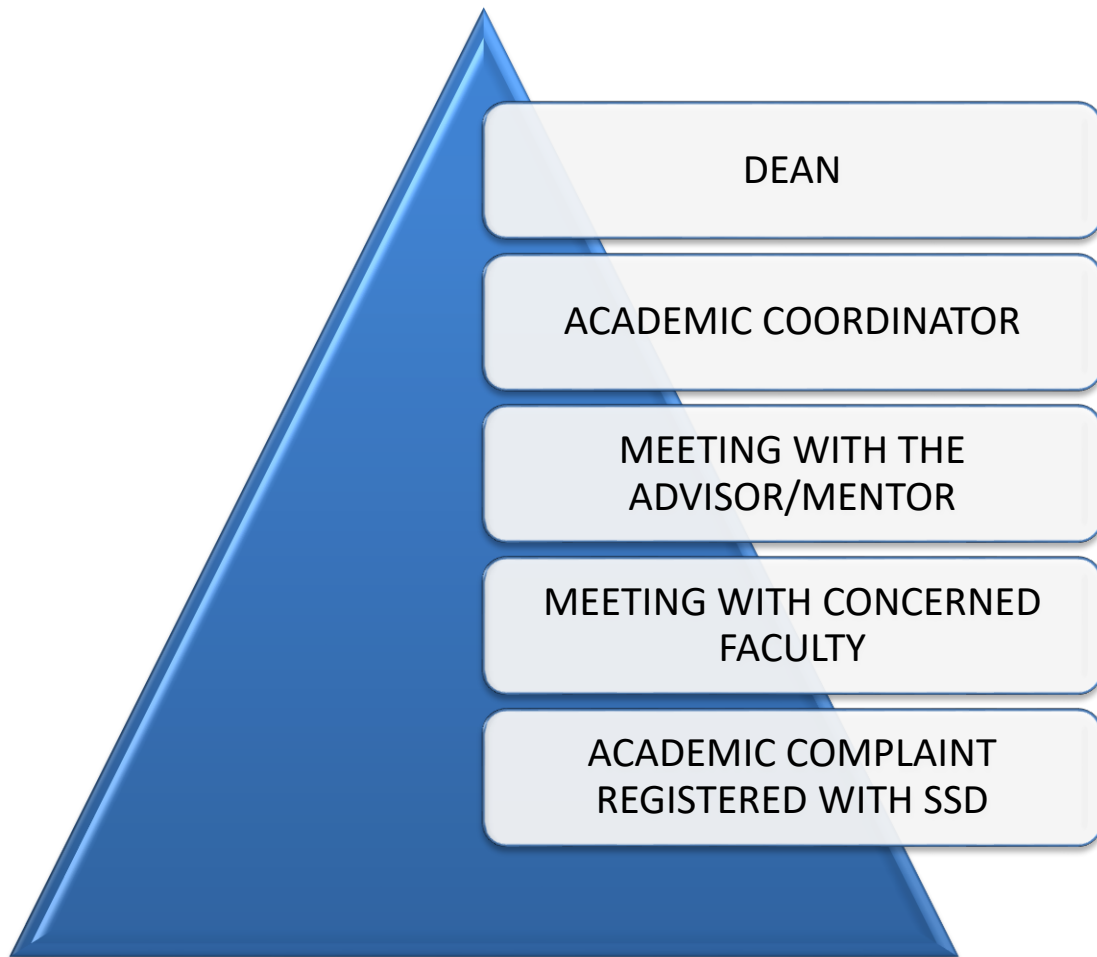 DEAN
ACADEMIC COORDINATOR
MEETING WITH THE
ADVISOR/MENTOR
MEETING WITH CONCERNED
FACULTY
ACADEMIC COMPLAINT
REGISTERED WITH SSD